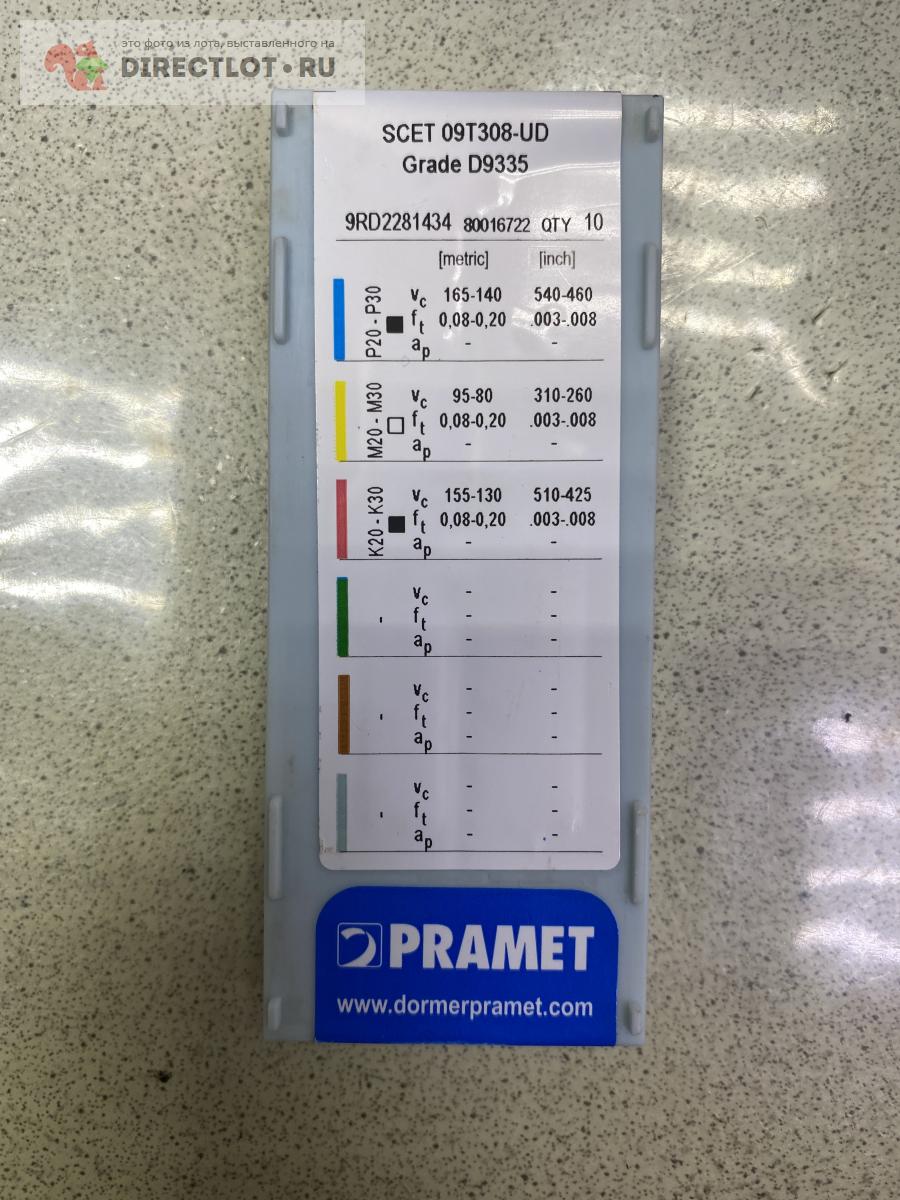 это фото из лота, выставленного на
DIRECTLOT.RU
SCET 09T308-UD
Grade D9335
9RD2281434 80016722 QTY 10
[metric] [inch]
P20 - P30
vc 165-140 540-460
ft 0,08-0,20 .003-.008
ap - -
M20 - M30
vc 95-80 310-260
ft 0,08-0,20 .003-.008
ap - -
K20 - K30
vc 155-130 510-425
ft 0,08-0,20 .003-.008
ap - -
-
vc - -
ft - -
ap - -
-
vc - -
ft - -
ap - -
-
vc - -
ft - -
ap - -
PRAMET
www.dormerpramet.com